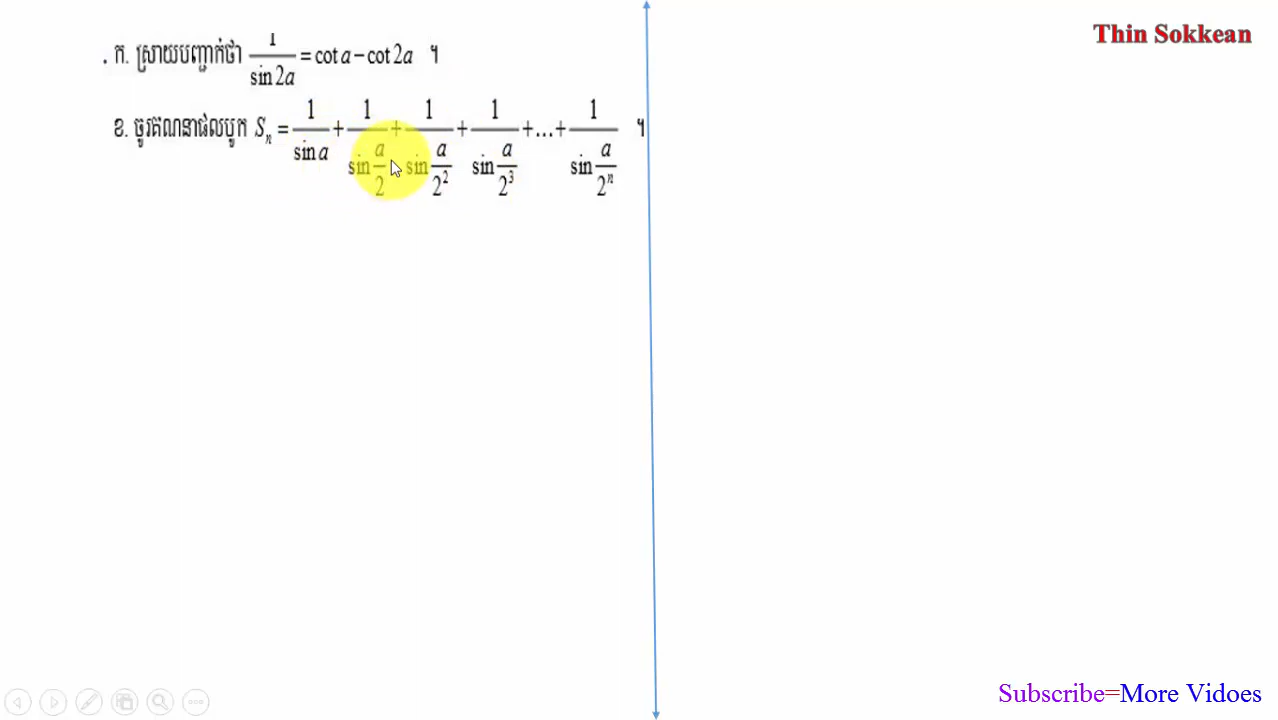 Thin Sokkean
. ក. ស្រាយបញ្ជាក់ថា 1/sin 2a = cot a − cot 2a ។
ខ. ចូរគណនាផលបូក Sₙ = 1/sin a + 1/sin(a/2) + 1/sin(a/2²) + 1/sin(a/2³) + ... + 1/sin(a/2ⁿ) ។
Subscribe=More Vidoes